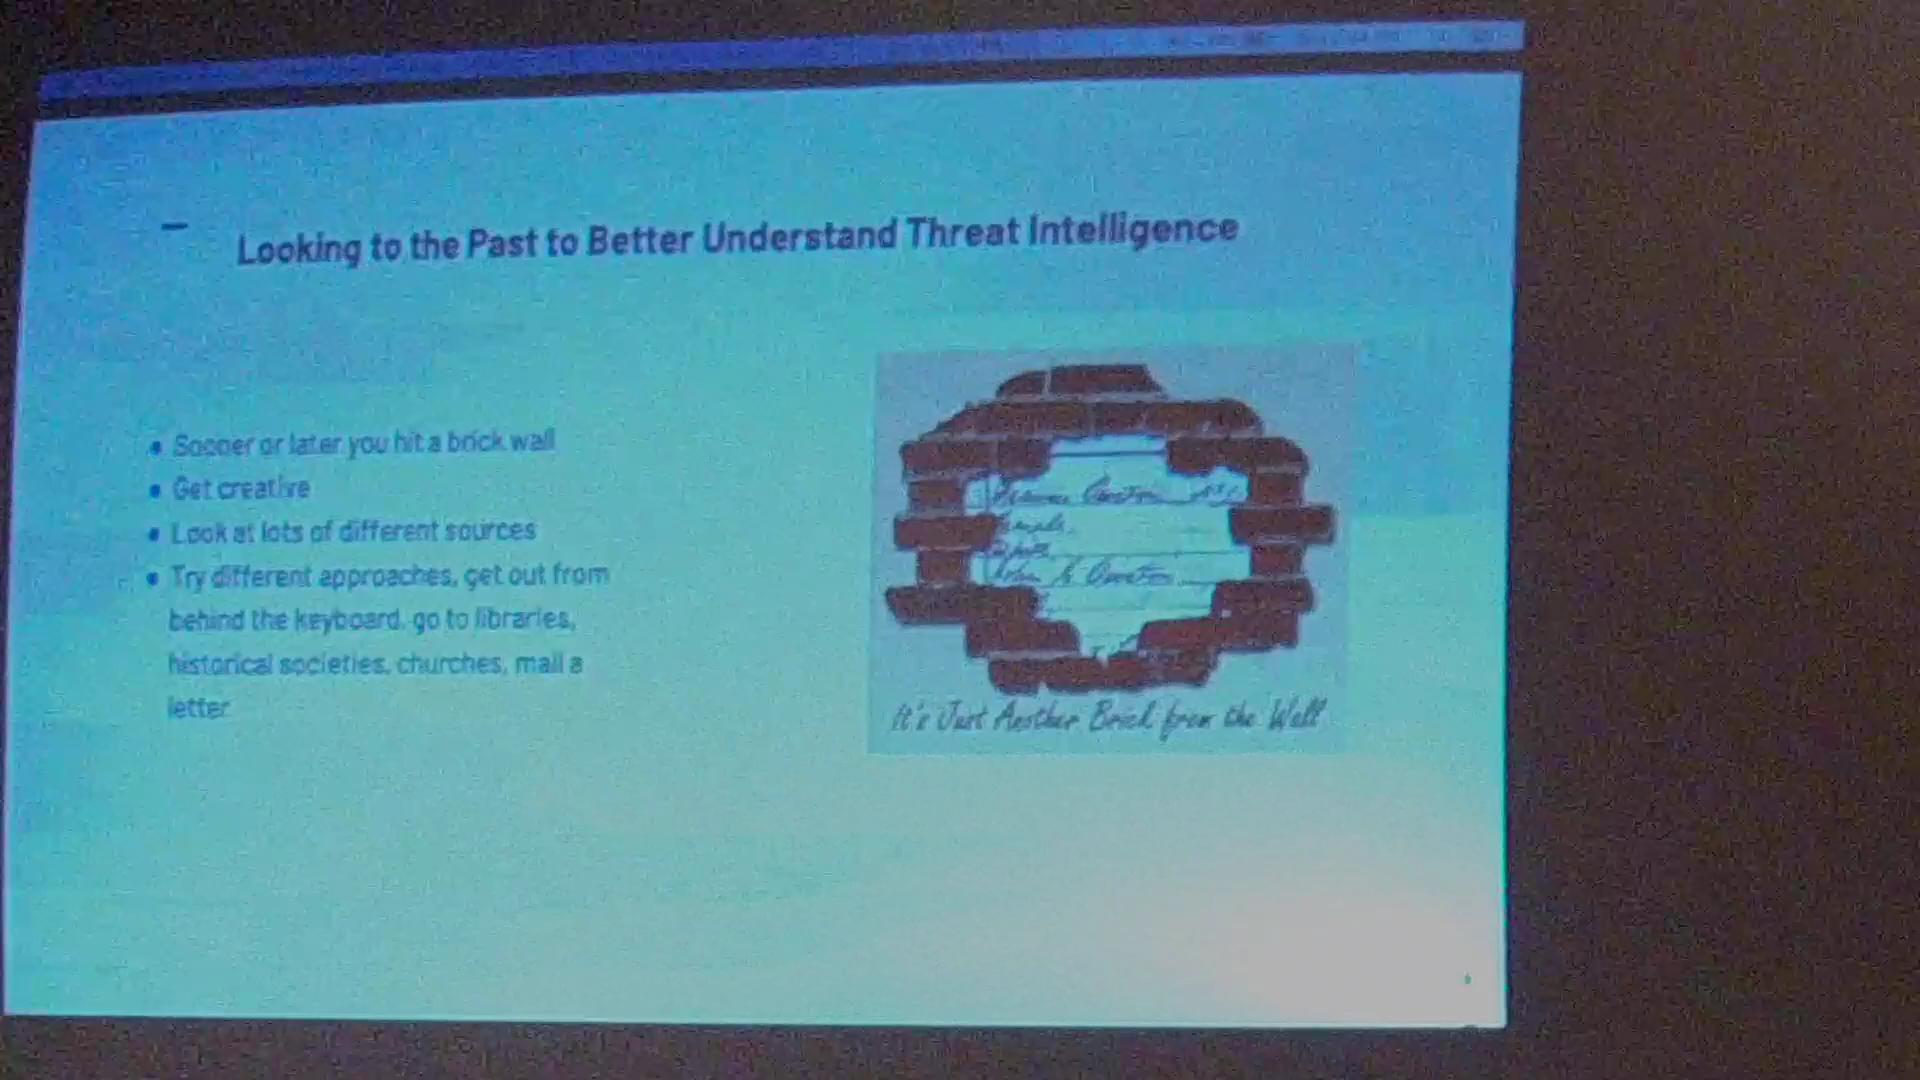 Looking to the Past to Better Understand Threat Intelligence
• Sooner or later you hit a brick wall
• Get creative
• Look at lots of different sources
• Try different approaches, get out from
behind the keyboard, go to libraries,
historical societies, churches, mail a
letter
It's Just Another Brick from the Wall